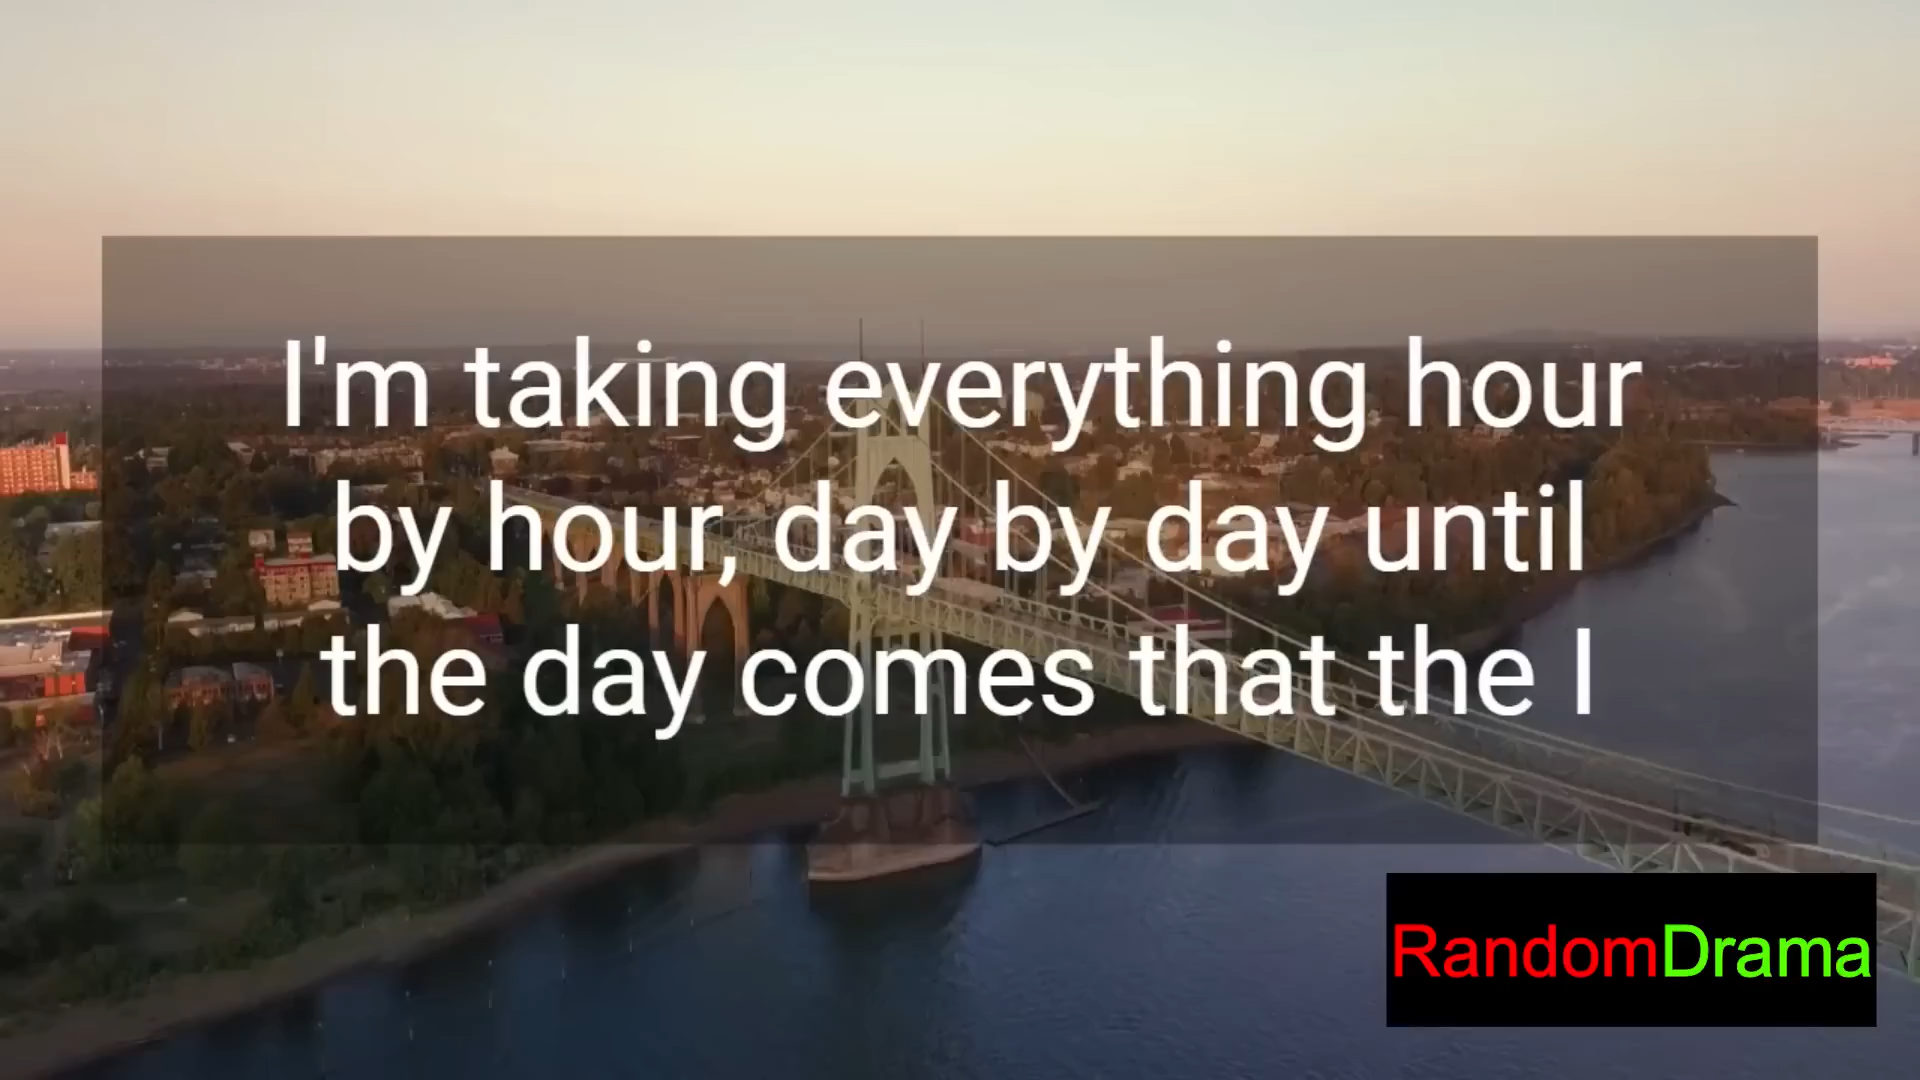 I'm taking everything hour
by hour, day by day until
the day comes that the I
RandomDrama